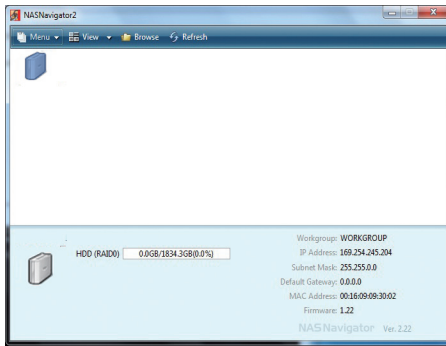 NASNavigator2
Menu View Browse Refresh
HDD (RAID0) 0.0GB/1834.3GB(0.0%)
Workgroup: WORKGROUP
IP Address: 169.254.245.204
Subnet Mask: 255.255.0.0
Default Gateway: 0.0.0.0
MAC Address: 00:16:09:09:30:02
Firmware: 1.22
NAS Navigator Ver. 2.22